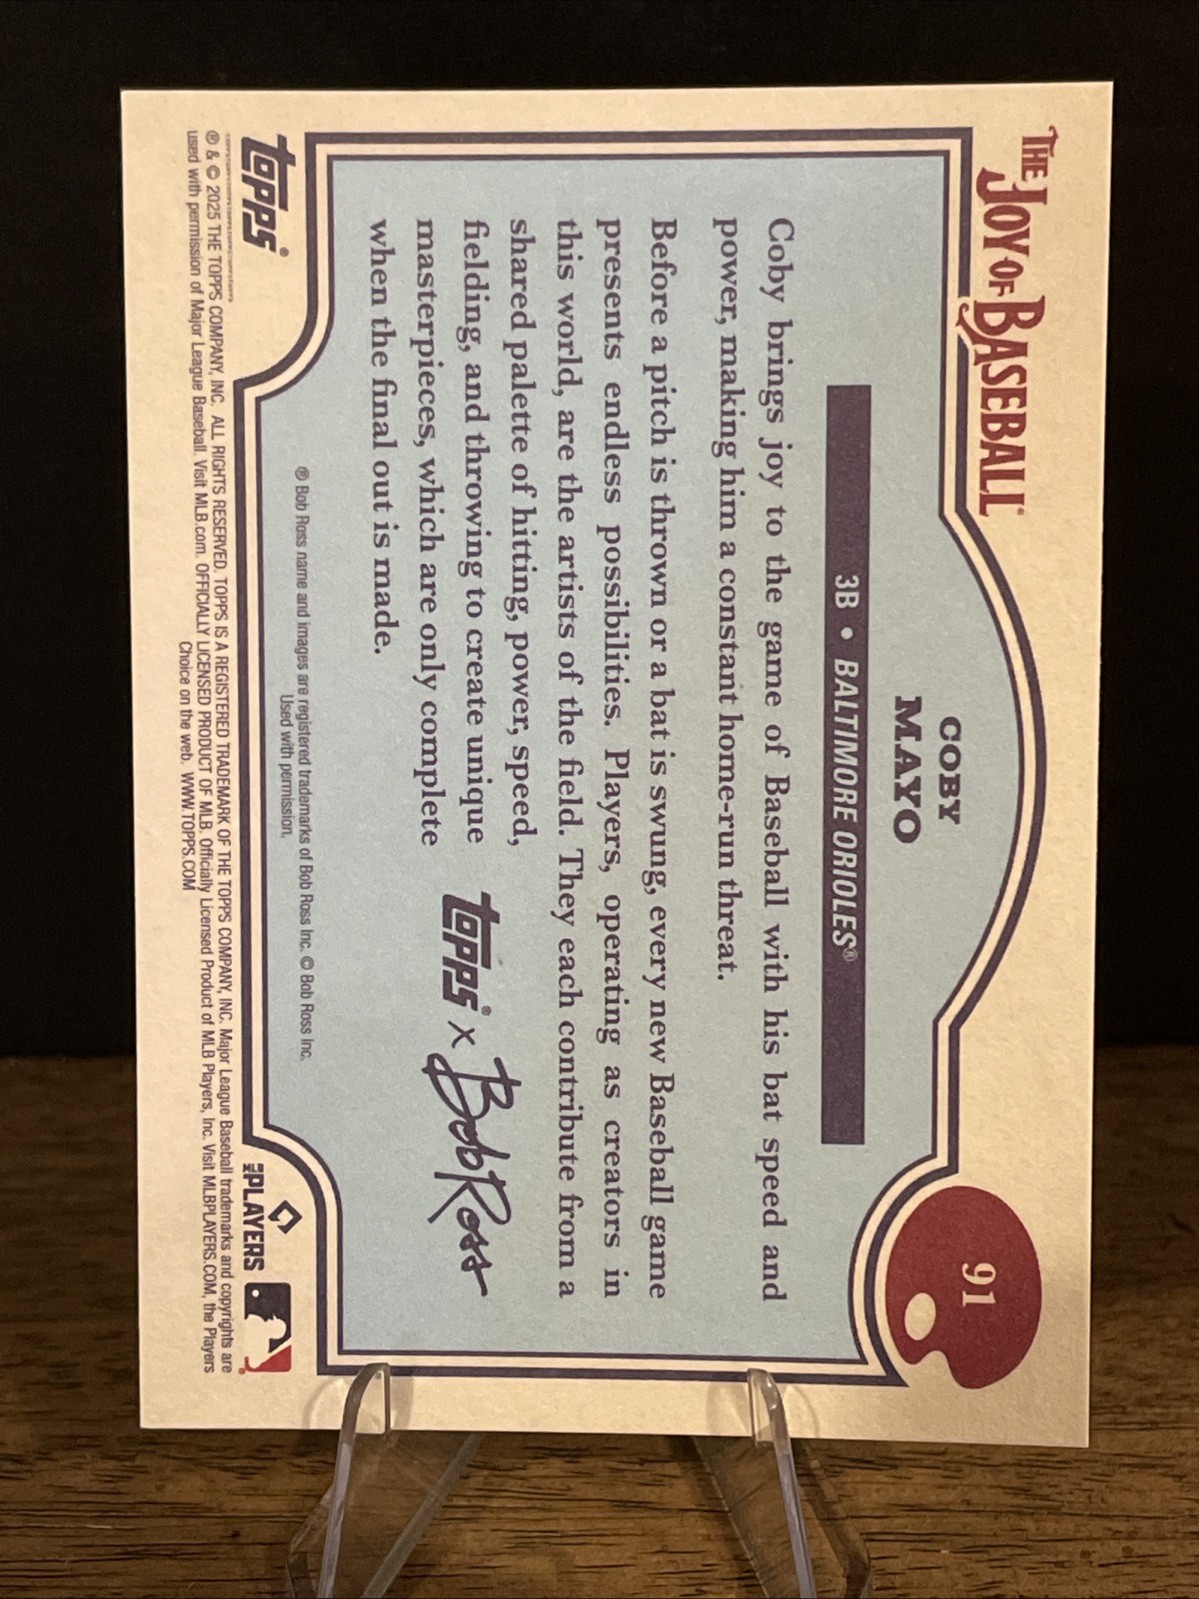 THE JOY OF BASEBALL
91
COBY
MAYO
3B • BALTIMORE ORIOLES®
Coby brings joy to the game of Baseball with his bat speed and
power, making him a constant home-run threat.
Before a pitch is thrown or a bat is swung, every new Baseball game
presents endless possibilities. Players, operating as creators in
this world, are the artists of the field. They each contribute from a
shared palette of hitting, power, speed,
fielding, and throwing to create unique
masterpieces, which are only complete
when the final out is made.
topps® x Bob Ross
® Bob Ross name and images are registered trademarks of Bob Ross Inc. © Bob Ross Inc.
Used with permission.
topps®
MLB PLAYERS
® & © 2025 THE TOPPS COMPANY, INC. ALL RIGHTS RESERVED. TOPPS IS A REGISTERED TRADEMARK OF THE TOPPS COMPANY, INC. Major League Baseball trademarks and copyrights are
used with permission of Major League Baseball. Visit MLB.com. OFFICIALLY LICENSED PRODUCT OF MLB. Officially Licensed Product of MLB Players, Inc. Visit MLBPLAYERS.COM, the Players
Choice on the web. WWW.TOPPS.COM